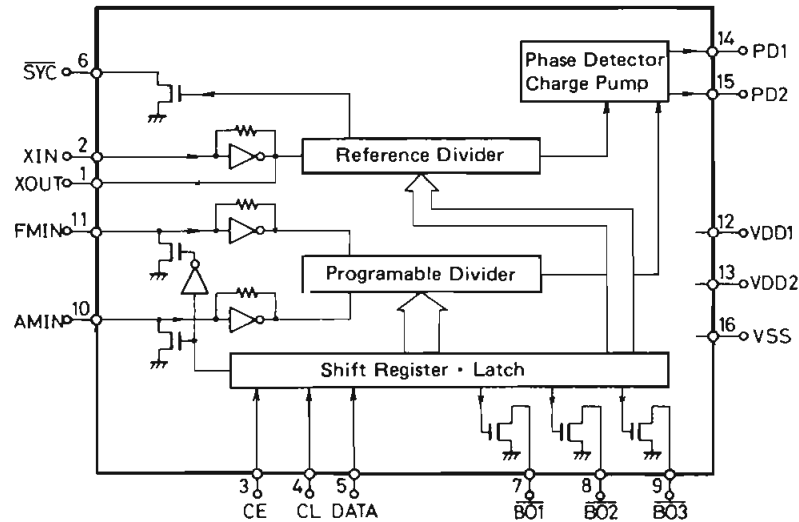 6
SYC
14
PD1
Phase Detector
Charge Pump
15
PD2
2
XIN
Reference Divider
1
XOUT
11
FMIN
12
VDD1
Programable Divider
13
VDD2
10
AMIN
16
VSS
Shift Register · Latch
3 4 5 7 8 9
CE CL DATA BO1 BO2 BO3